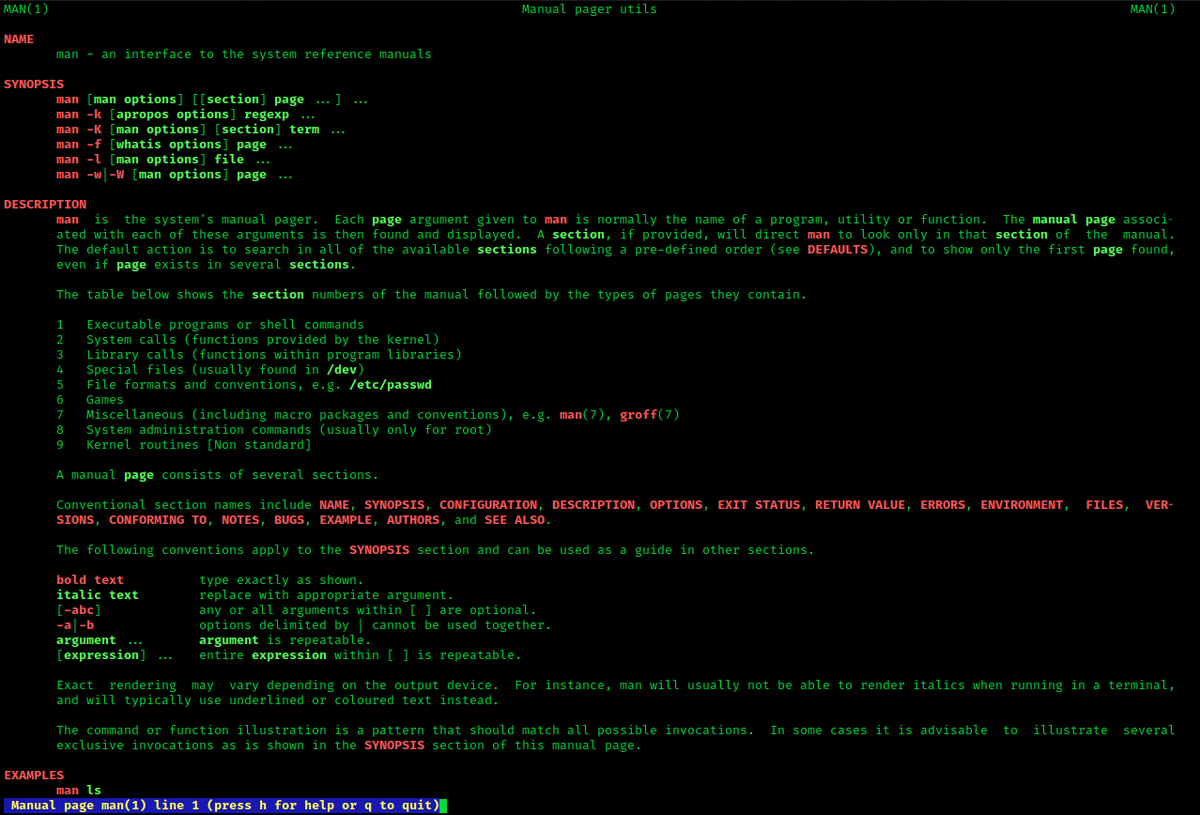 MAN(1) Manual pager utils MAN(1)
NAME
man - an interface to the system reference manuals
SYNOPSIS
man [man options] [[section] page ...] ...
man -k [apropos options] regexp ...
man -K [man options] [section] term ...
man -f [whatis options] page ...
man -l [man options] file ...
man -w|-W [man options] page ...
DESCRIPTION
man is the system's manual pager. Each page argument given to man is normally the name of a program, utility or function. The manual page associ-
ated with each of these arguments is then found and displayed. A section, if provided, will direct man to look only in that section of the manual.
The default action is to search in all of the available sections following a pre-defined order (see DEFAULTS), and to show only the first page found,
even if page exists in several sections.
The table below shows the section numbers of the manual followed by the types of pages they contain.
1 Executable programs or shell commands
2 System calls (functions provided by the kernel)
3 Library calls (functions within program libraries)
4 Special files (usually found in /dev)
5 File formats and conventions, e.g. /etc/passwd
6 Games
7 Miscellaneous (including macro packages and conventions), e.g. man(7), groff(7)
8 System administration commands (usually only for root)
9 Kernel routines [Non standard]
A manual page consists of several sections.
Conventional section names include NAME, SYNOPSIS, CONFIGURATION, DESCRIPTION, OPTIONS, EXIT STATUS, RETURN VALUE, ERRORS, ENVIRONMENT, FILES, VER-
SIONS, CONFORMING TO, NOTES, BUGS, EXAMPLE, AUTHORS, and SEE ALSO.
The following conventions apply to the SYNOPSIS section and can be used as a guide in other sections.
bold text type exactly as shown.
italic text replace with appropriate argument.
[-abc] any or all arguments within [ ] are optional.
-a|-b options delimited by | cannot be used together.
argument ... argument is repeatable.
[expression] ... entire expression within [ ] is repeatable.
Exact rendering may vary depending on the output device. For instance, man will usually not be able to render italics when running in a terminal,
and will typically use underlined or coloured text instead.
The command or function illustration is a pattern that should match all possible invocations. In some cases it is advisable to illustrate several
exclusive invocations as is shown in the SYNOPSIS section of this manual page.
EXAMPLES
man ls
Manual page man(1) line 1 (press h for help or q to quit)